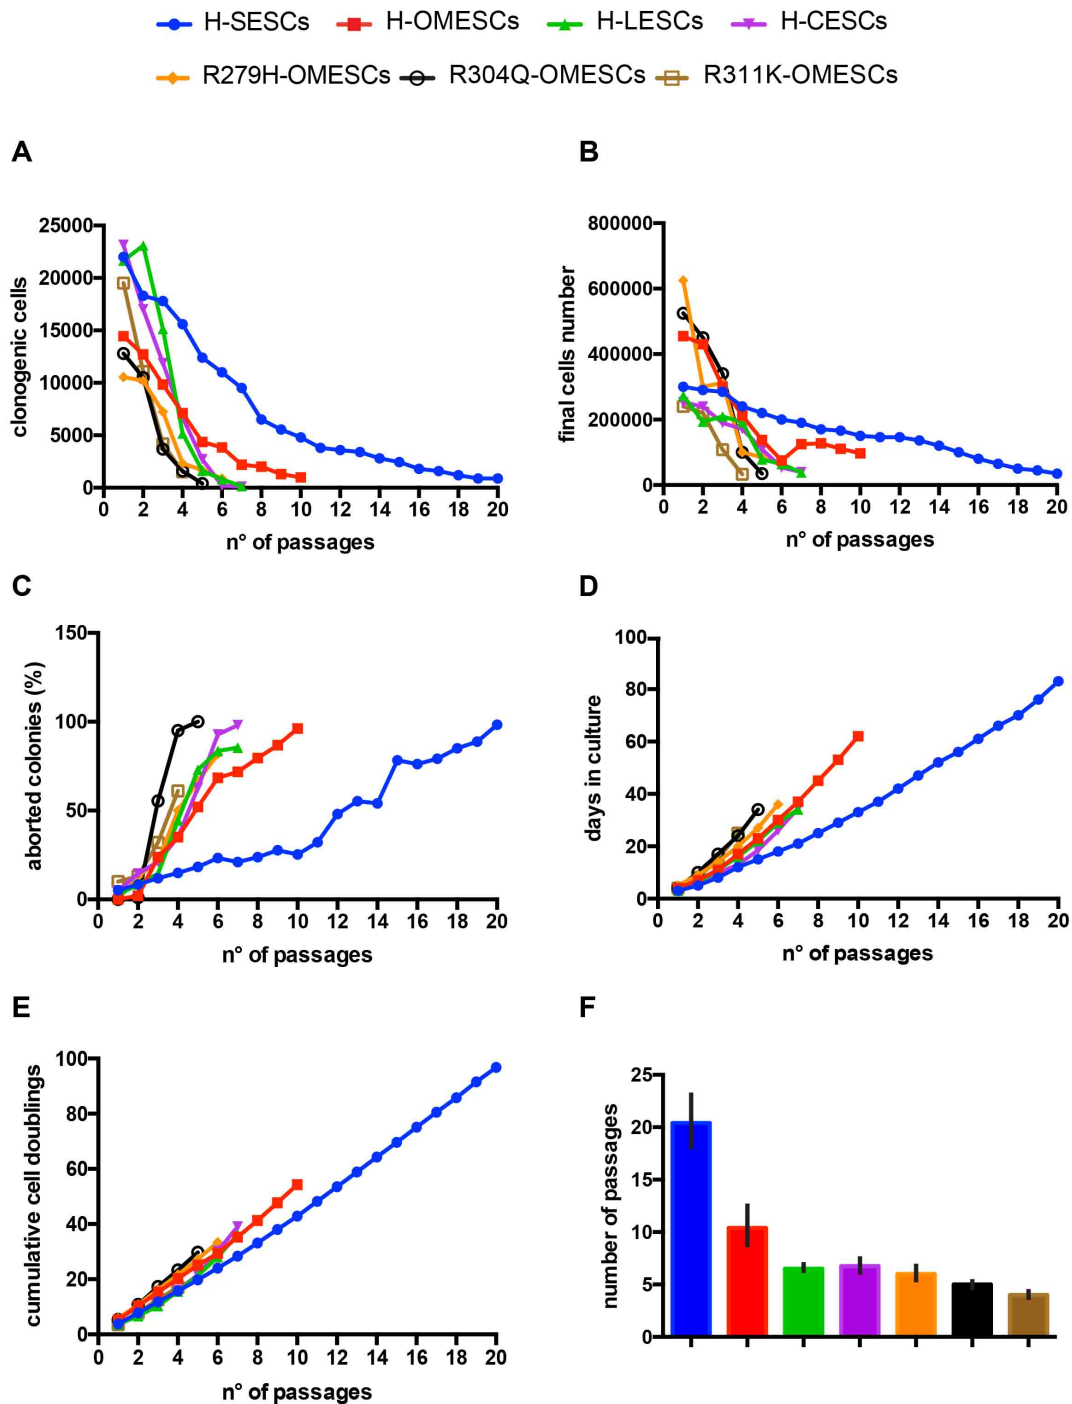 H-SESCs H-OMESCs H-LESCs H-CESCs
R279H-OMESCs R304Q-OMESCs R311K-OMESCs
A
25000
20000
15000
10000
5000
0
clonogenic cells
0 2 4 6 8 10 12 14 16 18 20
n° of passages
B
800000
600000
400000
200000
0
final cells number
0 2 4 6 8 10 12 14 16 18 20
n° of passages
C
150
100
50
0
aborted colonies (%)
0 2 4 6 8 10 12 14 16 18 20
n° of passages
D
100
80
60
40
20
0
days in culture
0 2 4 6 8 10 12 14 16 18 20
n° of passages
E
100
80
60
40
20
0
cumulative cell doublings
0 2 4 6 8 10 12 14 16 18 20
n° of passages
F
25
20
15
10
5
0
number of passages